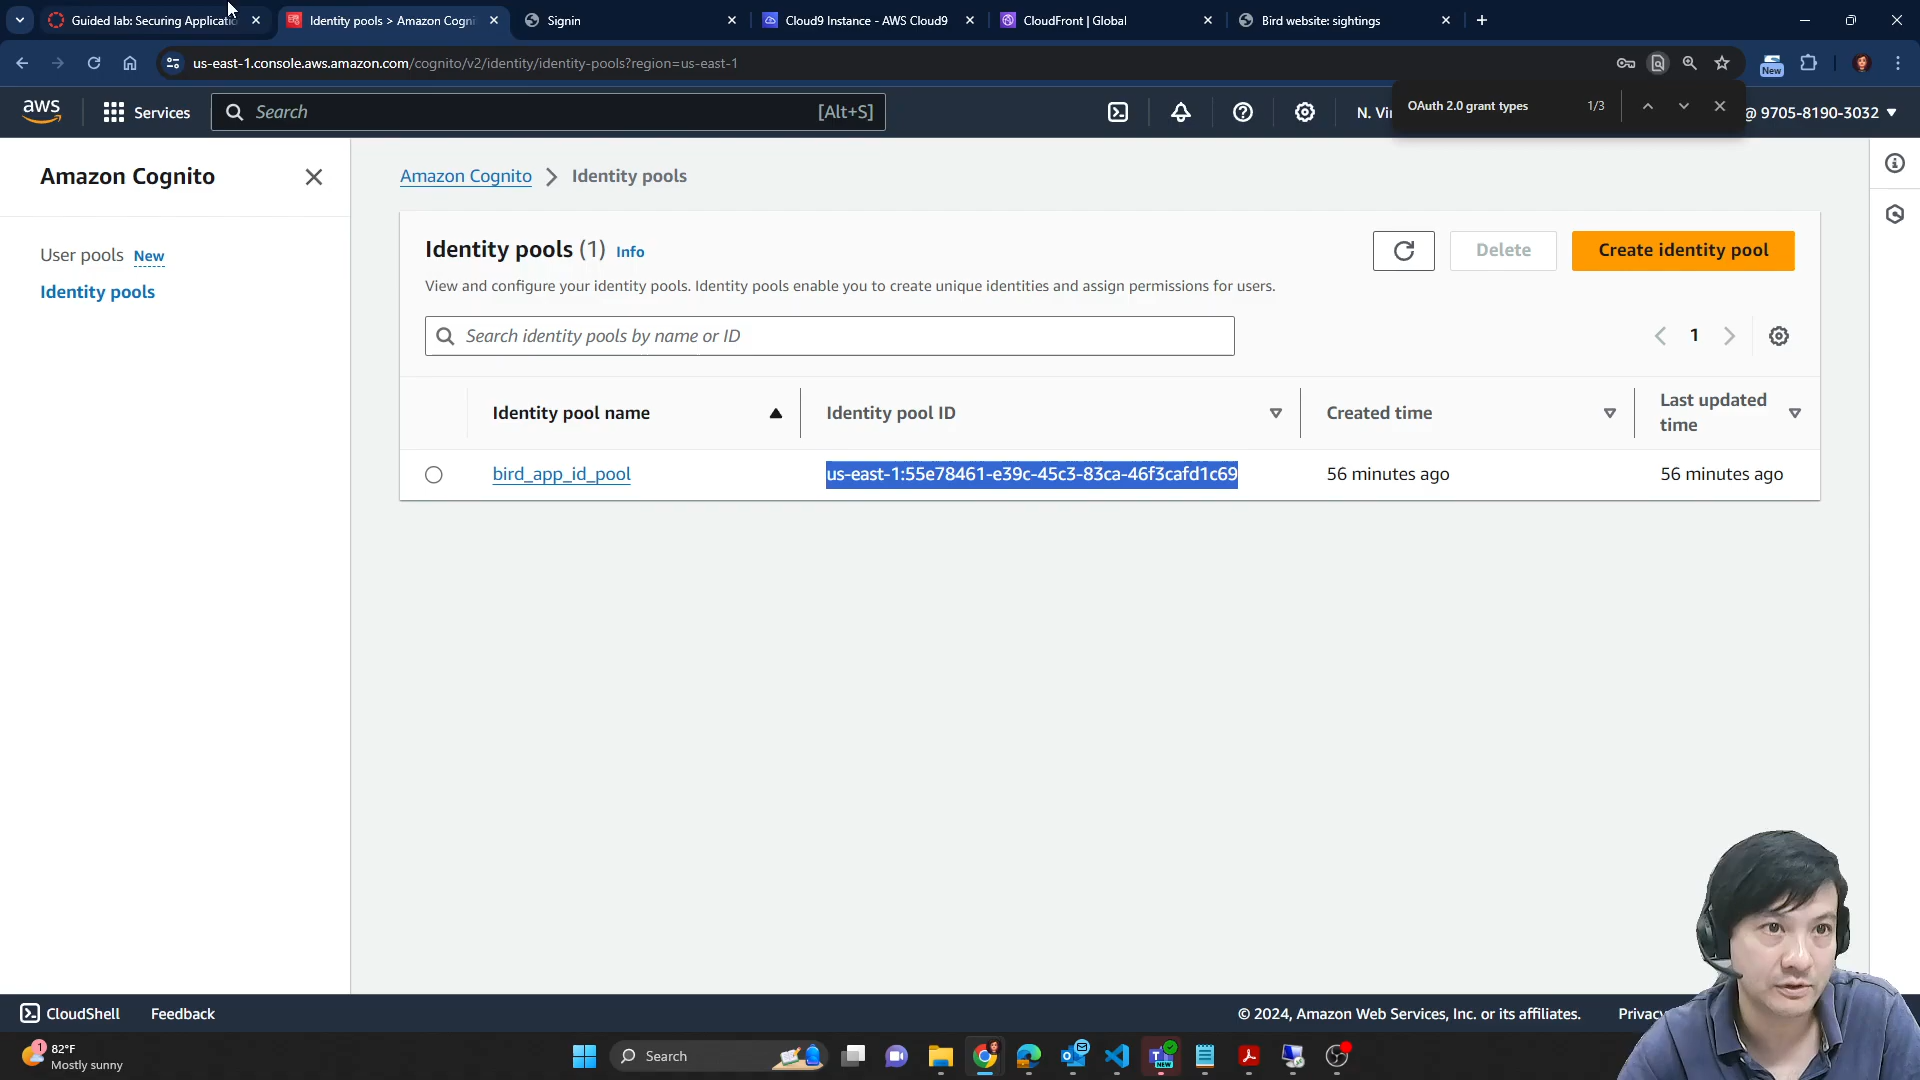 Guided lab: Securing Applicatio
Identity pools > Amazon Cogni
Signin
Cloud9 Instance - AWS Cloud9
CloudFront | Global
Bird website: sightings
us-east-1.console.aws.amazon.com/cognito/v2/identity/identity-pools?region=us-east-1
New
OAuth 2.0 grant types
1/3
aws
Services
Search
[Alt+S]
N. Vir
@ 9705-8190-3032
Amazon Cognito
User pools New
Identity pools
Amazon Cognito > Identity pools
Identity pools (1) Info
Delete
Create identity pool
View and configure your identity pools. Identity pools enable you to create unique identities and assign permissions for users.
Search identity pools by name or ID
1
Identity pool name
Identity pool ID
Created time
Last updated
time
bird_app_id_pool
us-east-1:55e78461-e39c-45c3-83ca-46f3cafd1c69
56 minutes ago
56 minutes ago
CloudShell
Feedback
© 2024, Amazon Web Services, Inc. or its affiliates.
Privacy
1
82°F
Mostly sunny
Search
NEW